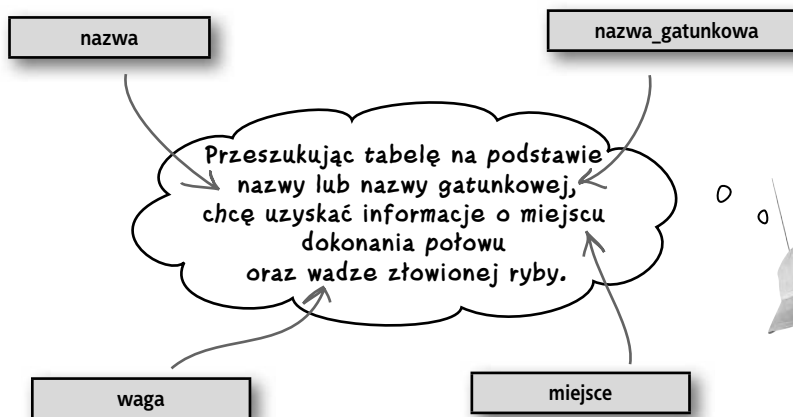 nazwa
nazwa_gatunkowa
Przeszukując tabelę na podstawie
nazwy lub nazwy gatunkowej,
chcę uzyskać informacje o miejscu
dokonania połowu
oraz wadze złowionej ryby.
waga
miejsce